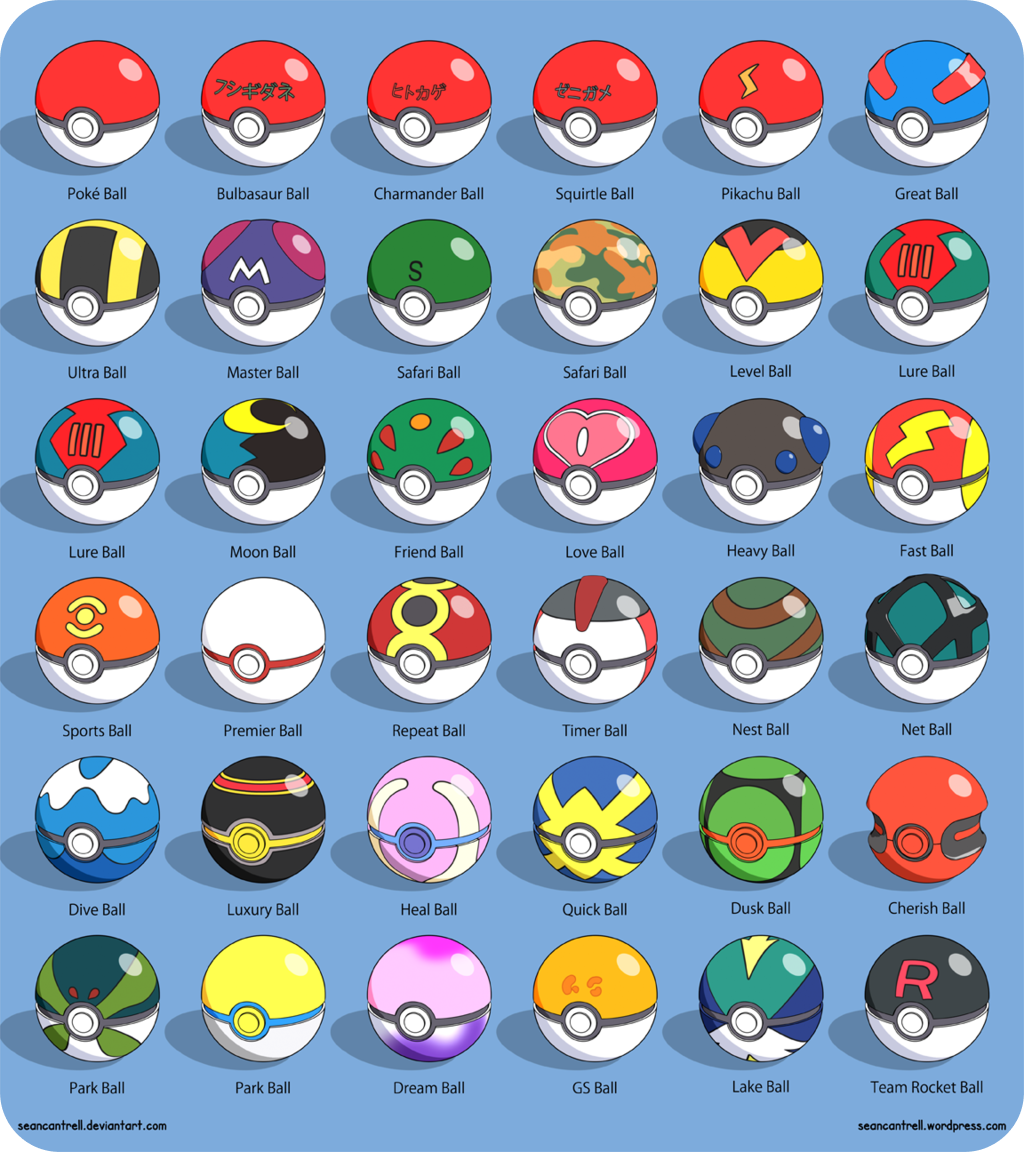 フシギダネ ヒトカゲ ゼニガメ
Poké Ball Bulbasaur Ball Charmander Ball Squirtle Ball Pikachu Ball Great Ball
M S
Ultra Ball Master Ball Safari Ball Safari Ball Level Ball Lure Ball
Lure Ball Moon Ball Friend Ball Love Ball Heavy Ball Fast Ball
Sports Ball Premier Ball Repeat Ball Timer Ball Nest Ball Net Ball
Dive Ball Luxury Ball Heal Ball Quick Ball Dusk Ball Cherish Ball
GS R
Park Ball Park Ball Dream Ball GS Ball Lake Ball Team Rocket Ball
seancantrell.deviantart.com seancantrell.wordpress.com